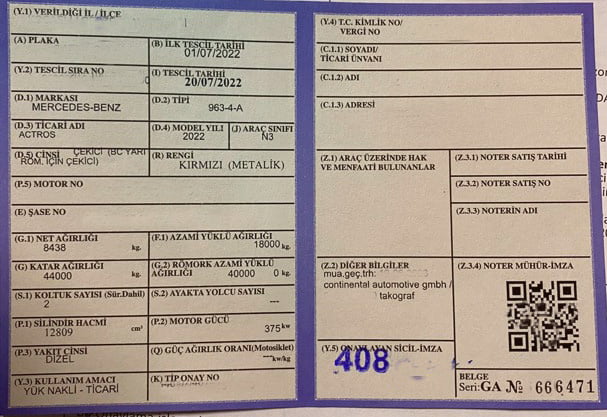 (Y.1) VERİLDİĞİ İL / İLÇE
(A) PLAKA
(B) İLK TESCİL TARİHİ
01/07/2022
(Y.2) TESCİL SIRA NO
(I) TESCİL TARİHİ
20/07/2022
(D.1) MARKASI
MERCEDES-BENZ
(D.2) TİPİ
963-4-A
(D.3) TİCARİ ADI
ACTROS
(D.4) MODEL YILI
2022
(J) ARAÇ SINIFI
N3
(D.5) CİNSİ
ÇEKİCİ (BC YARI
RÖM. İÇİN ÇEKİCİ)
(R) RENGİ
KIRMIZI (METALİK)
(P.5) MOTOR NO
(E) ŞASE NO
(G.1) NET AĞIRLIĞI
8438 kg.
(F.1) AZAMİ YÜKLÜ AĞIRLIĞI
18000 kg.
(G) KATAR AĞIRLIĞI
44000 kg.
(G.2) RÖMORK AZAMİ YÜKLÜ
AĞIRLIĞI 40000 0 kg.
(S.1) KOLTUK SAYISI (Sür.Dahil)
2
(S.2) AYAKTA YOLCU SAYISI
---
(P.1) SİLİNDİR HACMİ
12809 cm³
(P.2) MOTOR GÜCÜ
375 kw
(P.3) YAKIT CİNSİ
DİZEL
(Q) GÜÇ AĞIRLIK ORANI (Motosiklet)
--- kw/kg
(Y.3) KULLANIM AMACI
YÜK NAKLİ - TİCARİ
(K) TİP ONAY NO
(Y.4) T.C. KİMLİK NO/
VERGİ NO
(C.1.1) SOYADI/
TİCARİ ÜNVANI
(C.1.2) ADI
(C.1.3) ADRESİ
(Z.1) ARAÇ ÜZERİNDE HAK
VE MENFAATİ BULUNANLAR
(Z.3.1) NOTER SATIŞ TARİHİ
(Z.3.2) NOTER SATIŞ NO
(Z.3.3) NOTERİN ADI
(Z.2) DİĞER BİLGİLER
mua.geç.trh:
continental automotive gmbh /
takograf
(Z.3.4) NOTER MÜHÜR-İMZA
(Y.5) ONAYLAYAN SİCİL-İMZA
408
BELGE
Seri: GA № 666471